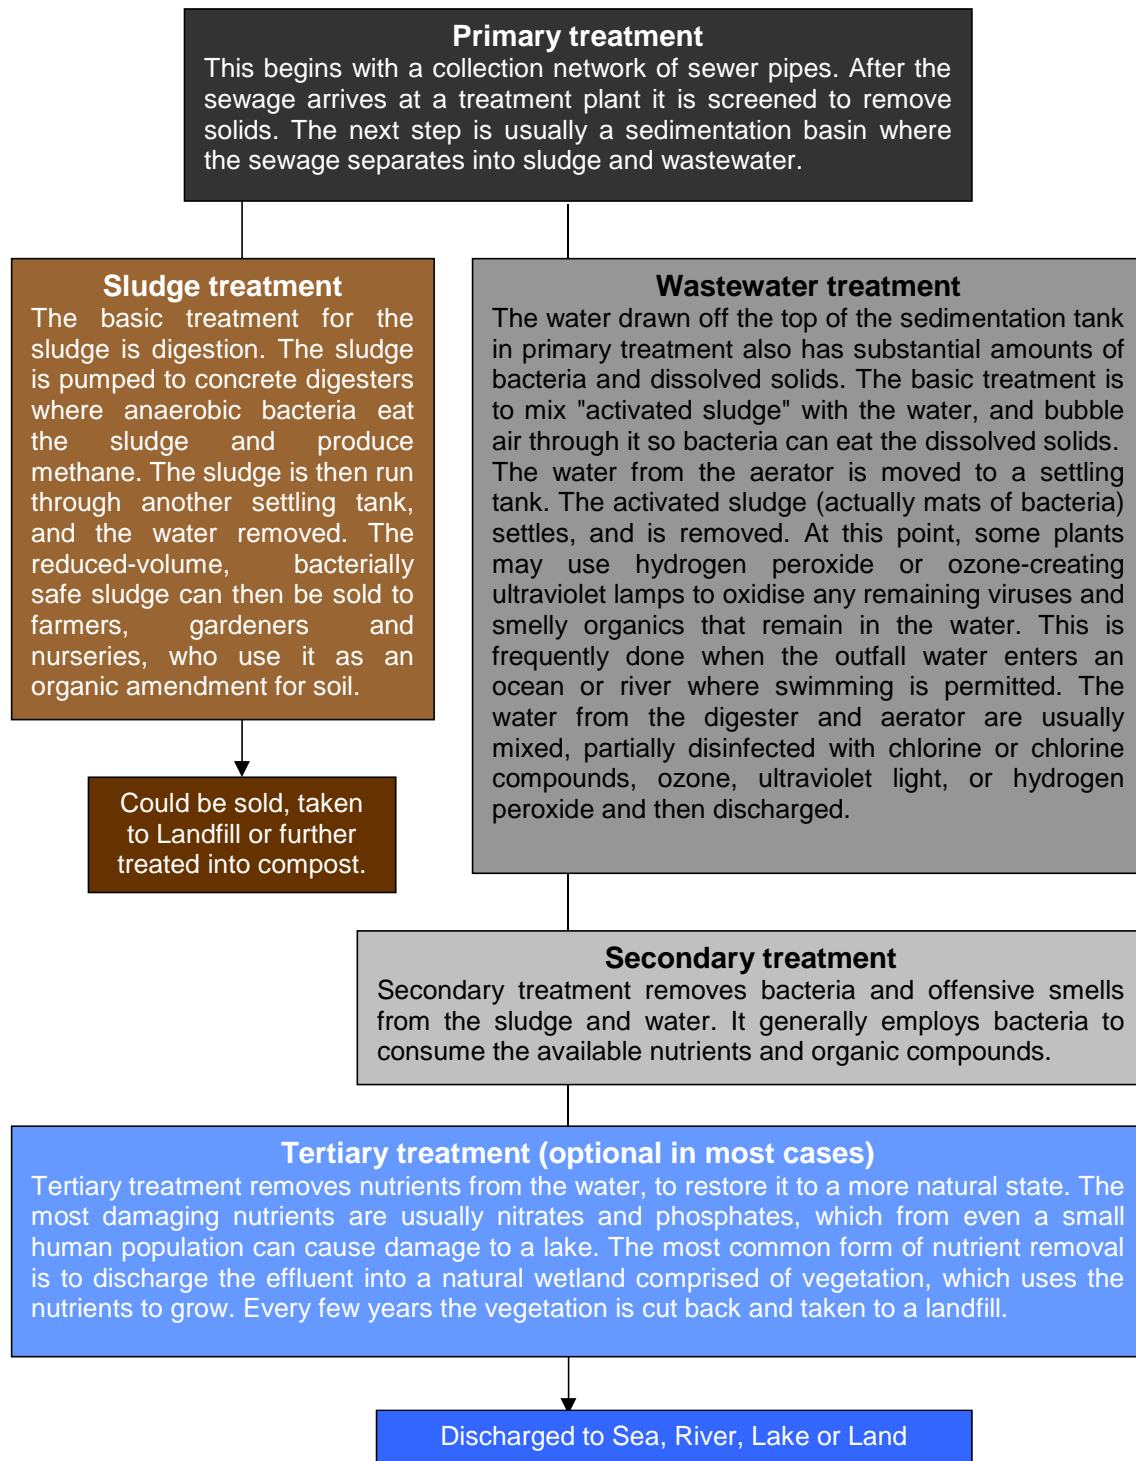 Primary treatment
This begins with a collection network of sewer pipes. After the
sewage arrives at a treatment plant it is screened to remove
solids. The next step is usually a sedimentation basin where
the sewage separates into sludge and wastewater.
Sludge treatment
The basic treatment for the
sludge is digestion. The sludge
is pumped to concrete digesters
where anaerobic bacteria eat
the sludge and produce
methane. The sludge is then run
through another settling tank,
and the water removed. The
reduced-volume, bacterially
safe sludge can then be sold to
farmers, gardeners and
nurseries, who use it as an
organic amendment for soil.
Could be sold, taken
to Landfill or further
treated into compost.
Wastewater treatment
The water drawn off the top of the sedimentation tank
in primary treatment also has substantial amounts of
bacteria and dissolved solids. The basic treatment is
to mix "activated sludge" with the water, and bubble
air through it so bacteria can eat the dissolved solids.
The water from the aerator is moved to a settling
tank. The activated sludge (actually mats of bacteria)
settles, and is removed. At this point, some plants
may use hydrogen peroxide or ozone-creating
ultraviolet lamps to oxidise any remaining viruses and
smelly organics that remain in the water. This is
frequently done when the outfall water enters an
ocean or river where swimming is permitted. The
water from the digester and aerator are usually
mixed, partially disinfected with chlorine or chlorine
compounds, ozone, ultraviolet light, or hydrogen
peroxide and then discharged.
Secondary treatment
Secondary treatment removes bacteria and offensive smells
from the sludge and water. It generally employs bacteria to
consume the available nutrients and organic compounds.
Tertiary treatment (optional in most cases)
Tertiary treatment removes nutrients from the water, to restore it to a more natural state. The
most damaging nutrients are usually nitrates and phosphates, which from even a small
human population can cause damage to a lake. The most common form of nutrient removal
is to discharge the effluent into a natural wetland comprised of vegetation, which uses the
nutrients to grow. Every few years the vegetation is cut back and taken to a landfill.
Discharged to Sea, River, Lake or Land